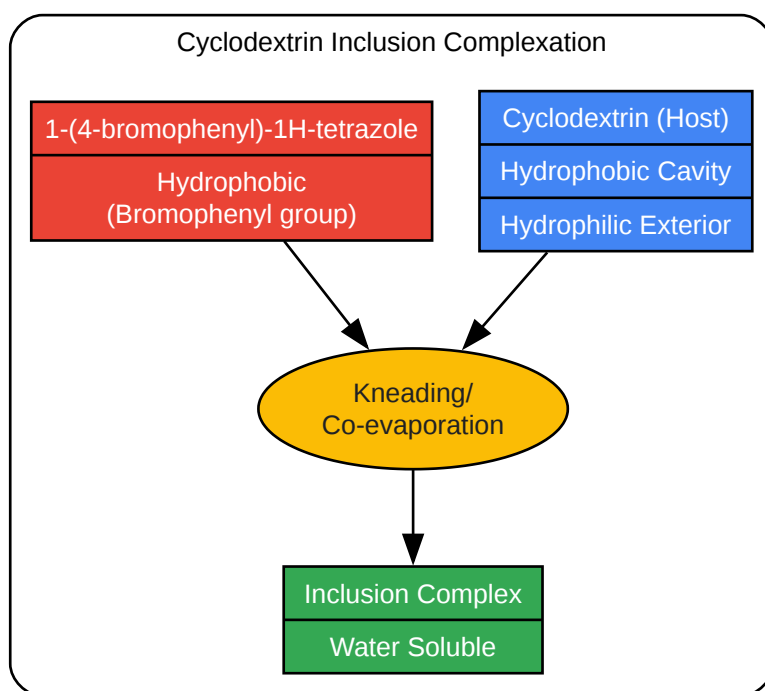 Cyclodextrin Inclusion Complexation
1-(4-bromophenyl)-1H-tetrazole
Hydrophobic
(Bromophenyl group)
Cyclodextrin (Host)
Hydrophobic Cavity
Hydrophilic Exterior
Kneading/
Co-evaporation
Inclusion Complex
Water Soluble